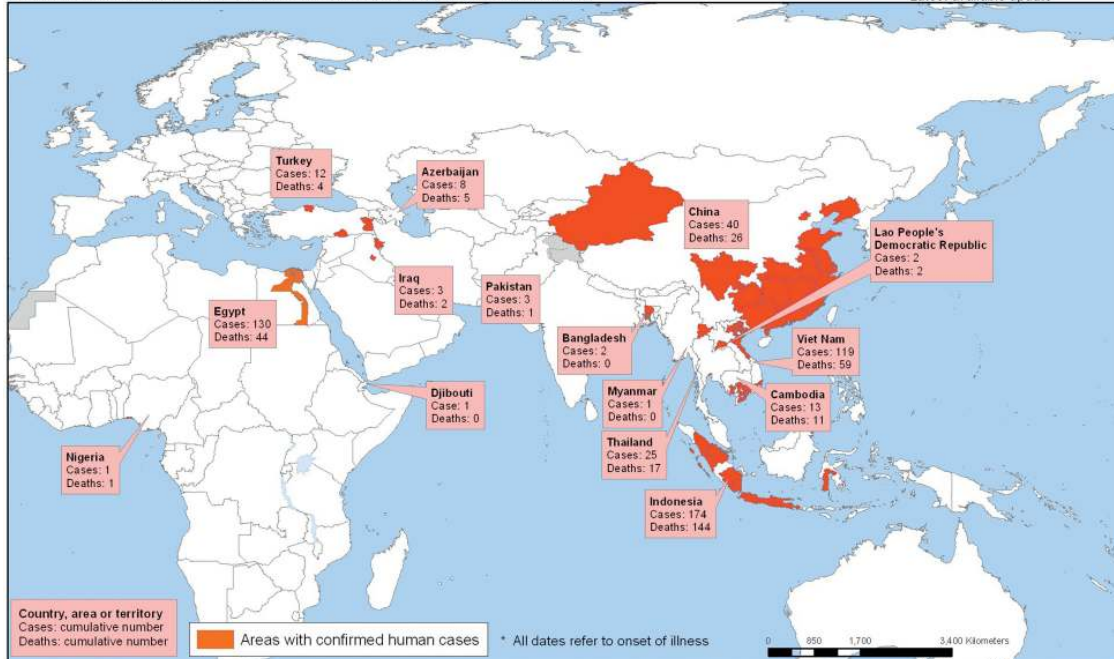 Turkey
Cases: 12
Deaths: 4
Azerbaijan
Cases: 8
Deaths: 5
China
Cases: 40
Deaths: 26
Lao People's
Democratic Republic
Cases: 2
Deaths: 2
Iraq
Cases: 3
Deaths: 2
Pakistan
Cases: 3
Deaths: 1
Egypt
Cases: 130
Deaths: 44
Bangladesh
Cases: 2
Deaths: 0
Viet Nam
Cases: 119
Deaths: 59
Djibouti
Case: 1
Deaths: 0
Myanmar
Cases: 1
Deaths: 0
Cambodia
Cases: 13
Deaths: 11
Thailand
Cases: 25
Deaths: 17
Nigeria
Cases: 1
Deaths: 1
Indonesia
Cases: 174
Deaths: 144
Country, area or territory
Cases: cumulative number
Deaths: cumulative number
Areas with confirmed human cases
* All dates refer to onset of illness
0 850 1,700 3,400 Kilometers